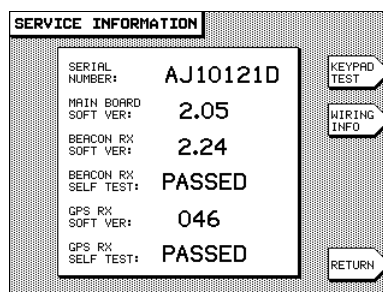 SERVICE INFORMATION
SERIAL
NUMBER: AJ10121D
MAIN BOARD
SOFT VER: 2.05
BEACON RX
SOFT VER: 2.24
BEACON RX
SELF TEST: PASSED
GPS RX
SOFT VER: 046
GPS RX
SELF TEST: PASSED
KEYPAD
TEST
WIRING
INFO
RETURN